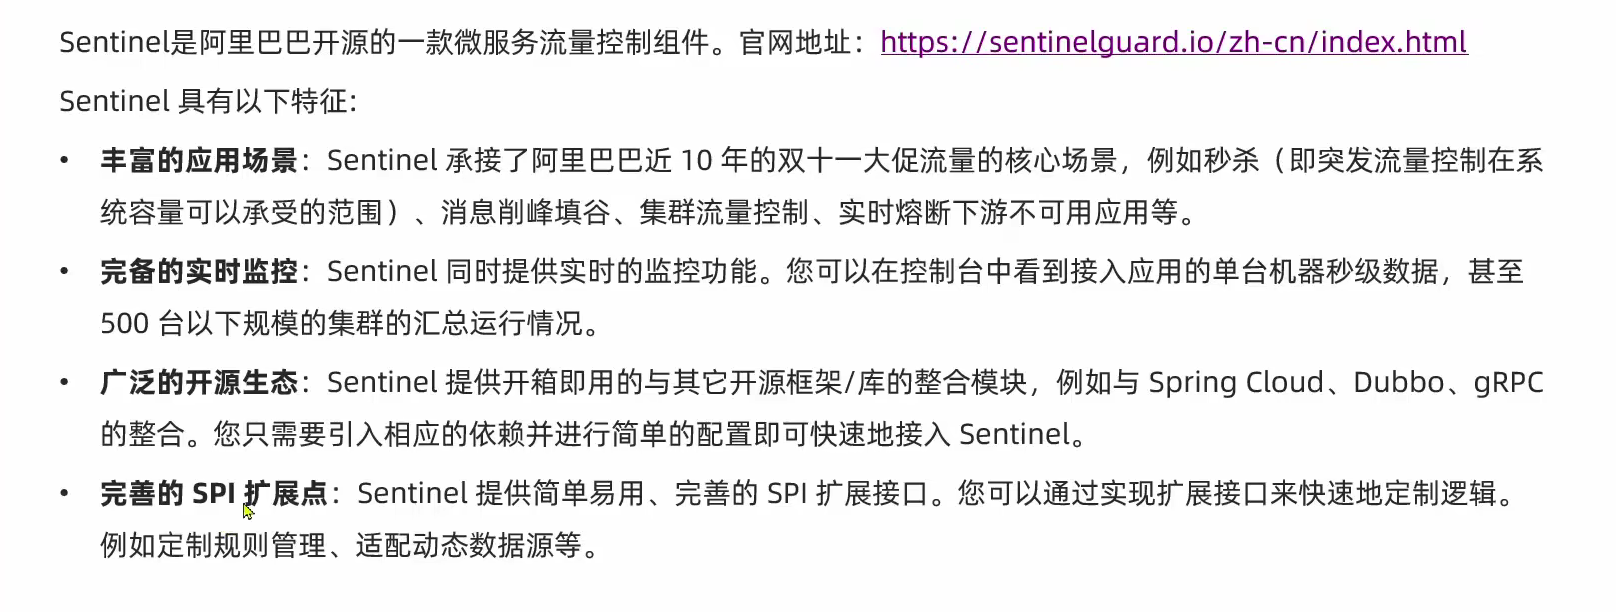 Sentinel是阿里巴巴开源的一款微服务流量控制组件。官网地址：https://sentinelguard.io/zh-cn/index.html
Sentinel 具有以下特征:
• 丰富的应用场景：Sentinel 承接了阿里巴巴近 10 年的双十一大促流量的核心场景，例如秒杀（即突发流量控制在系
统容量可以承受的范围）、消息削峰填谷、集群流量控制、实时熔断下游不可用应用等。
• 完备的实时监控：Sentinel 同时提供实时的监控功能。您可以在控制台中看到接入应用的单台机器秒级数据，甚至
500 台以下规模的集群的汇总运行情况。
• 广泛的开源生态：Sentinel 提供开箱即用的与其它开源框架/库的整合模块，例如与 Spring Cloud、Dubbo、gRPC
的整合。您只需要引入相应的依赖并进行简单的配置即可快速地接入 Sentinel。
• 完善的 SPI 扩展点：Sentinel 提供简单易用、完善的 SPI 扩展接口。您可以通过实现扩展接口来快速地定制逻辑。
例如定制规则管理、适配动态数据源等。